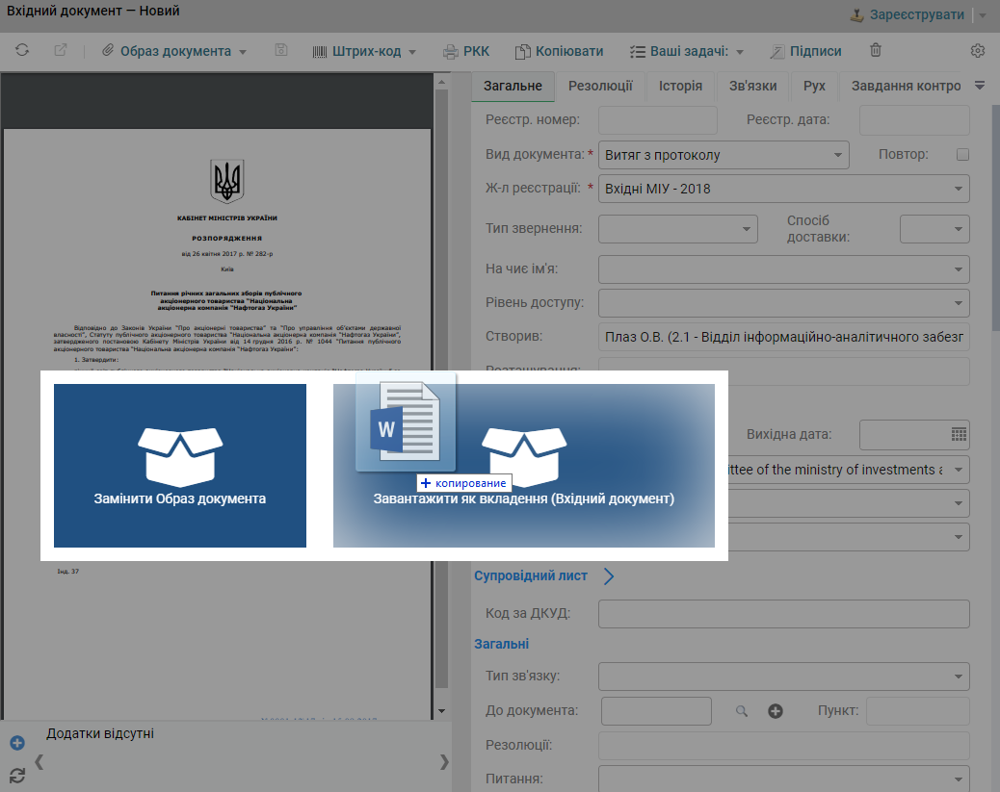 Вхідний документ — Новий
Зареєструвати
Образ документа
Штрих-код
РКК
Копіювати
Ваші задачі:
Підписи
Загальне
Резолюції
Історія
Зв'язки
Рух
Завдання контро
КАБІНЕТ МІНІСТРІВ УКРАЇНИ
РОЗПОРЯДЖЕННЯ
від 26 квітня 2017 р. № 282-р
Київ
Питання річних загальних зборів публічного
акціонерного товариства "Національна
акціонерна компанія "Нафтогаз України"
Відповідно до Законів України "Про акціонерні товариства" та "Про управління об'єктами державної
власності", Статуту публічного акціонерного товариства "Національна акціонерна компанія "Нафтогаз України",
затвердженого постановою Кабінету Міністрів України від 14 грудня 2016 р. № 1044 "Питання публічного
акціонерного товариства "Національна акціонерна компанія "Нафтогаз України":
1. Затвердити:
Інд. 37
Додатки відсутні
Реєстр. номер:
Реєстр. дата:
Вид документа: *
Витяг з протоколу
Повтор:
Ж-л реєстрації: *
Вхідні МІУ - 2018
Тип звернення:
Спосіб
доставки:
На чиє ім'я:
Рівень доступу:
Створив:
Плаз О.В. (2.1 - Відділ інформаційно-аналітичного забезп
Розташування:
Замінити Образ документа
W
+ копирование
Завантажити як вкладення (Вхідний документ)
Вихідна дата:
ttee of the ministry of investments a
Супровідний лист
Код за ДКУД:
Загальні
Тип зв'язку:
До документа:
Пункт:
Резолюції:
Питання: